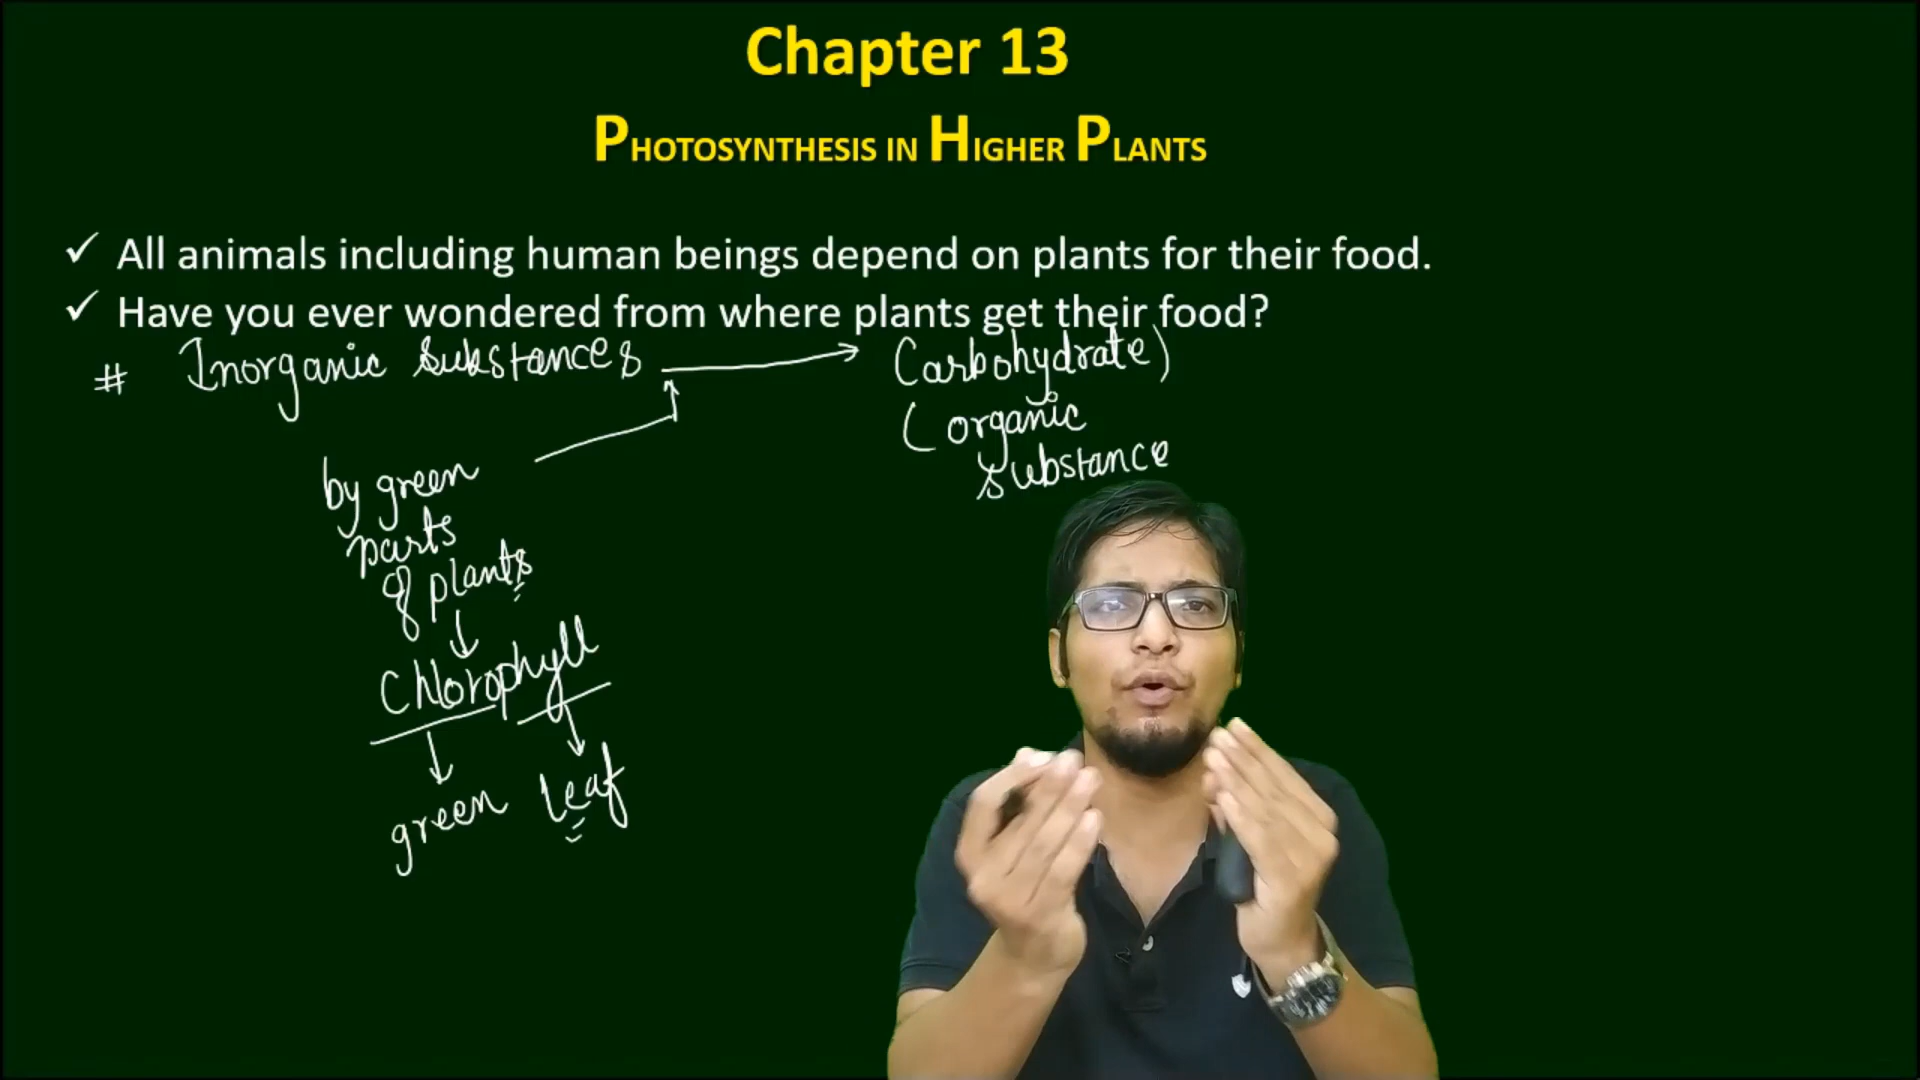 Chapter 13
Photosynthesis in Higher Plants
✓ All animals including human beings depend on plants for their food.
✓ Have you ever wondered from where plants get their food?
# Inorganic substances → Carbohydrate)
(organic
substance
by green
parts
of plants
↓
Chlorophyll
↓ ↓
green leaf